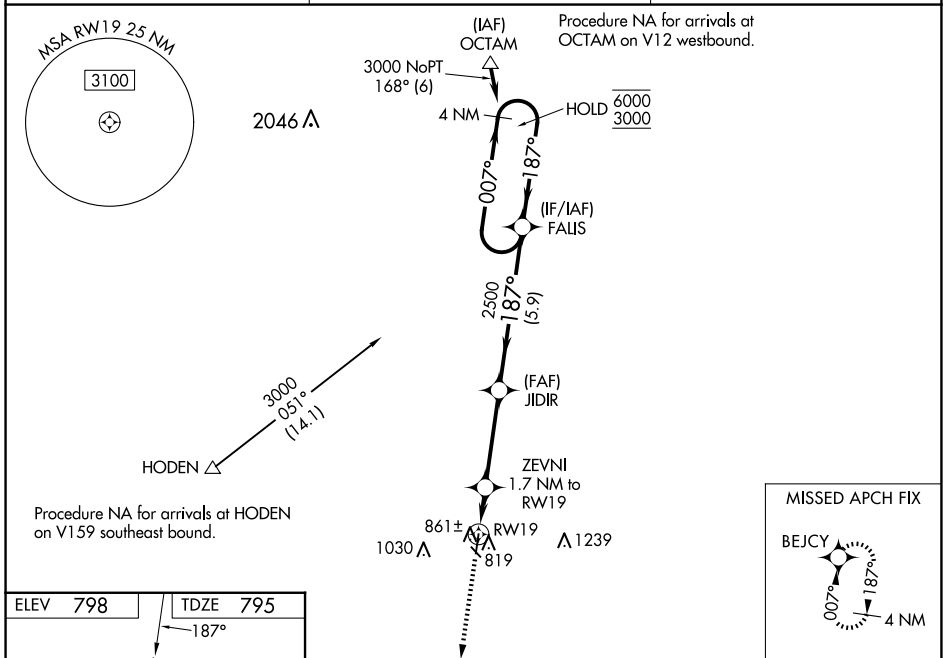 MSA RW19 25 NM
3100
2046
(IAF)
OCTAM
Procedure NA for arrivals at
OCTAM on V12 westbound.
3000 NoPT
168° (6)
4 NM
HOLD 6000
3000
007°
187°
(IF/IAF)
FALIS
2500
187°
(5.9)
3000
051°
(14.1)
(FAF)
JIDIR
HODEN
ZEVNI
1.7 NM to
RW19
Procedure NA for arrivals at HODEN
on V159 southeast bound.
861±
RW19
1030
819
1239
MISSED APCH FIX
BEJCY
007°
187°
4 NM
ELEV 798
TDZE 795
187°